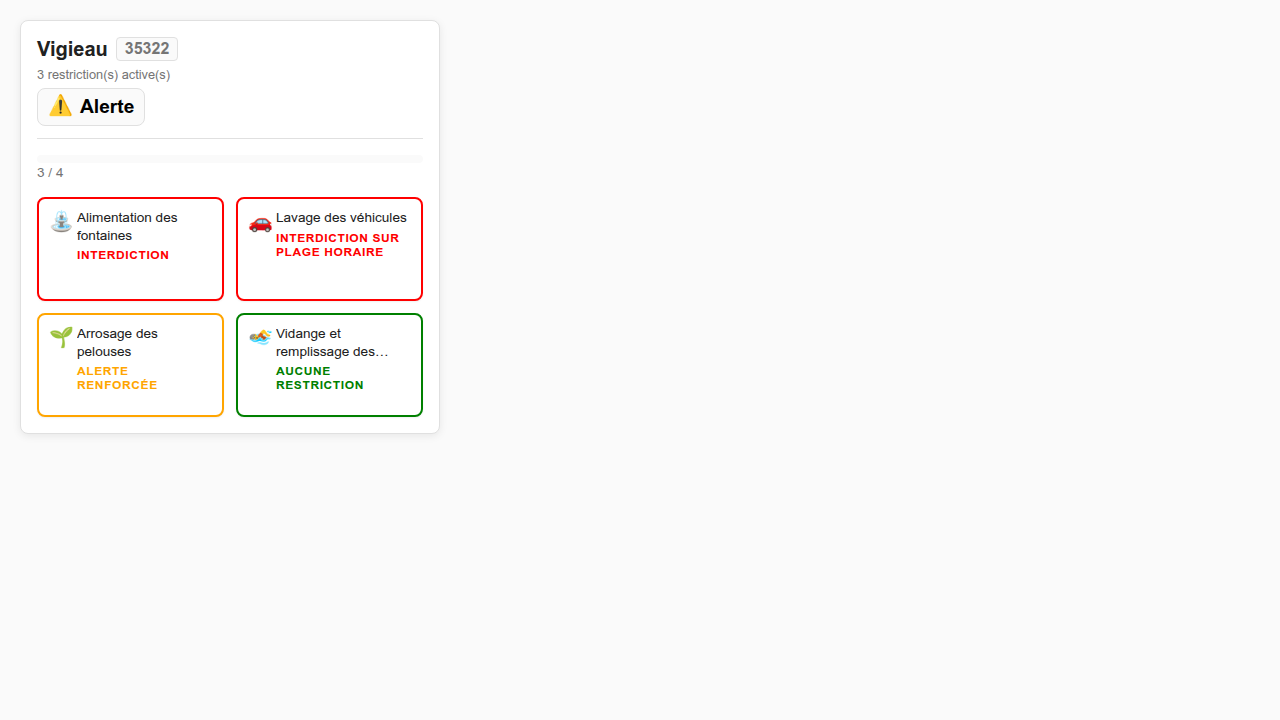 Vigieau 35322
3 restriction(s) active(s)
⚠️ Alerte
3 / 4
Alimentation des
fontaines
INTERDICTION
Lavage des véhicules
INTERDICTION SUR
PLAGE HORAIRE
Arrosage des
pelouses
ALERTE
RENFORCÉE
Vidange et
remplissage des…
AUCUNE
RESTRICTION